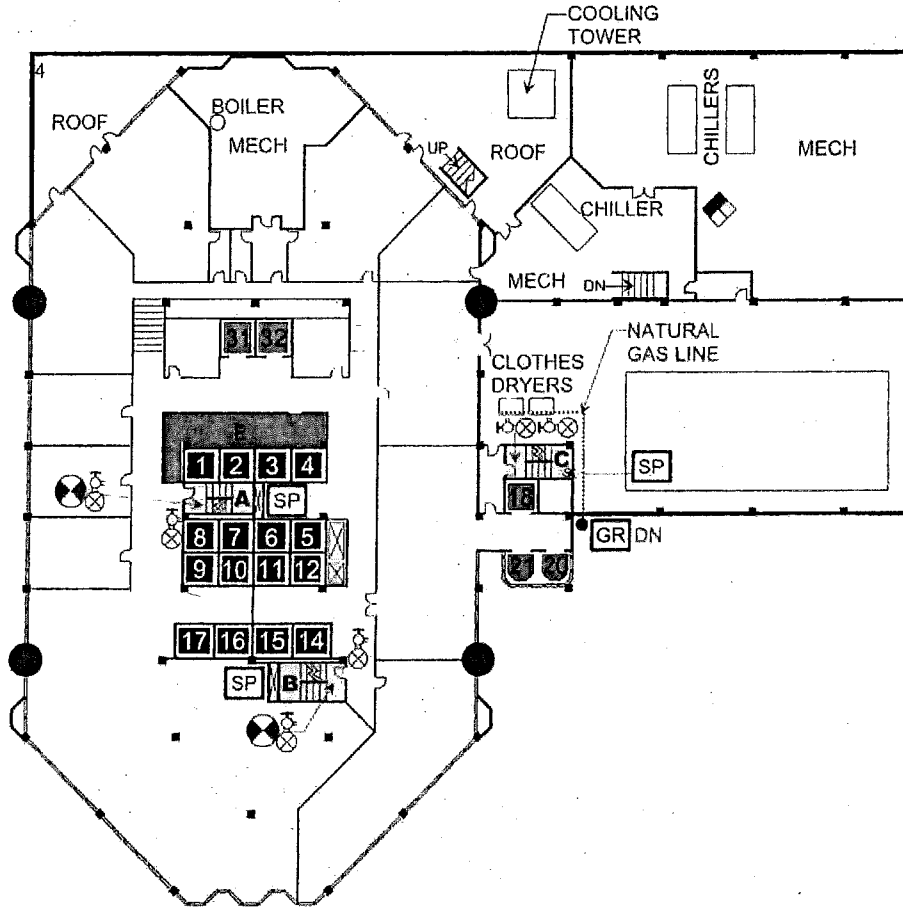 COOLING
TOWER
4
ROOF
BOILER
MECH
UP
ROOF
CHILLERS
MECH
CHILLER
MECH
DN
31 32
NATURAL
GAS LINE
CLOTHES
DRYERS
1 2 3 4
C
SP
A
SP
18
8 7 6 5
GR DN
9 10 11 12
21 20
17 16 15 14
SP
B